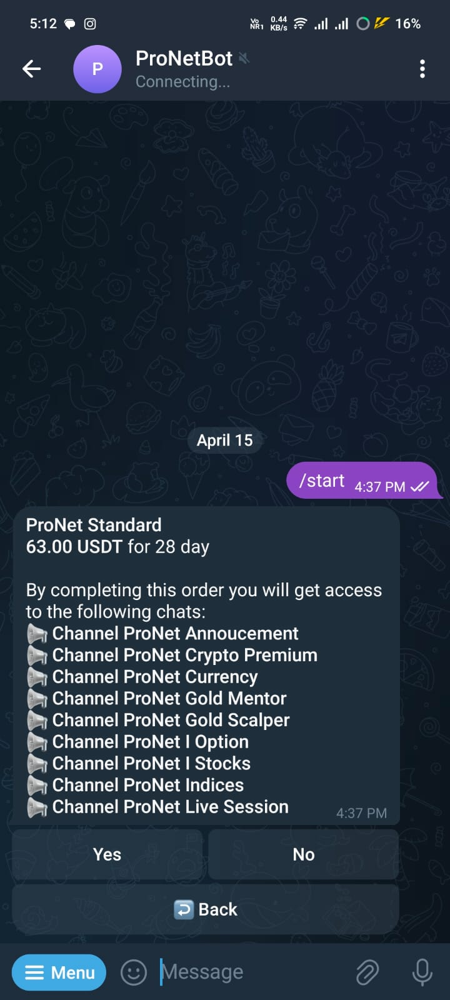 5:12 Vo NR1 0.44 KB/s 16%
P
ProNetBot
Connecting...
April 15
/start 4:37 PM
ProNet Standard
63.00 USDT for 28 day
By completing this order you will get access
to the following chats:
Channel ProNet Annoucement
Channel ProNet Crypto Premium
Channel ProNet Currency
Channel ProNet Gold Mentor
Channel ProNet Gold Scalper
Channel ProNet I Option
Channel ProNet I Stocks
Channel ProNet Indices
Channel ProNet Live Session 4:37 PM
Yes No
Back
Menu Message